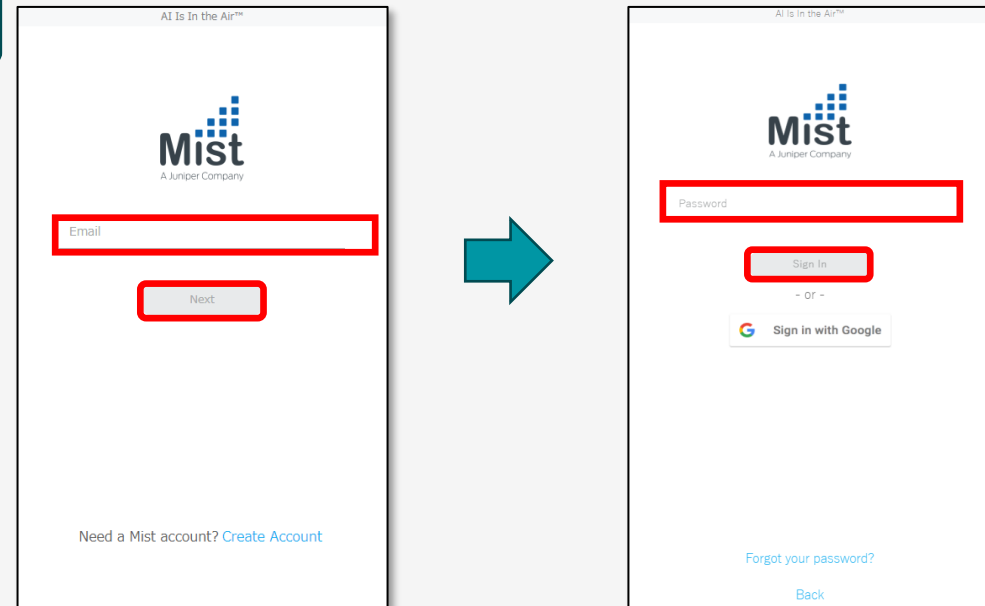 AI Is In the Air™
Mist
A Juniper Company
Email
Next
Need a Mist account? Create Account
AI Is In the Air™
Mist
A Juniper Company
Password
Sign In
- or -
G Sign in with Google
Forgot your password?
Back